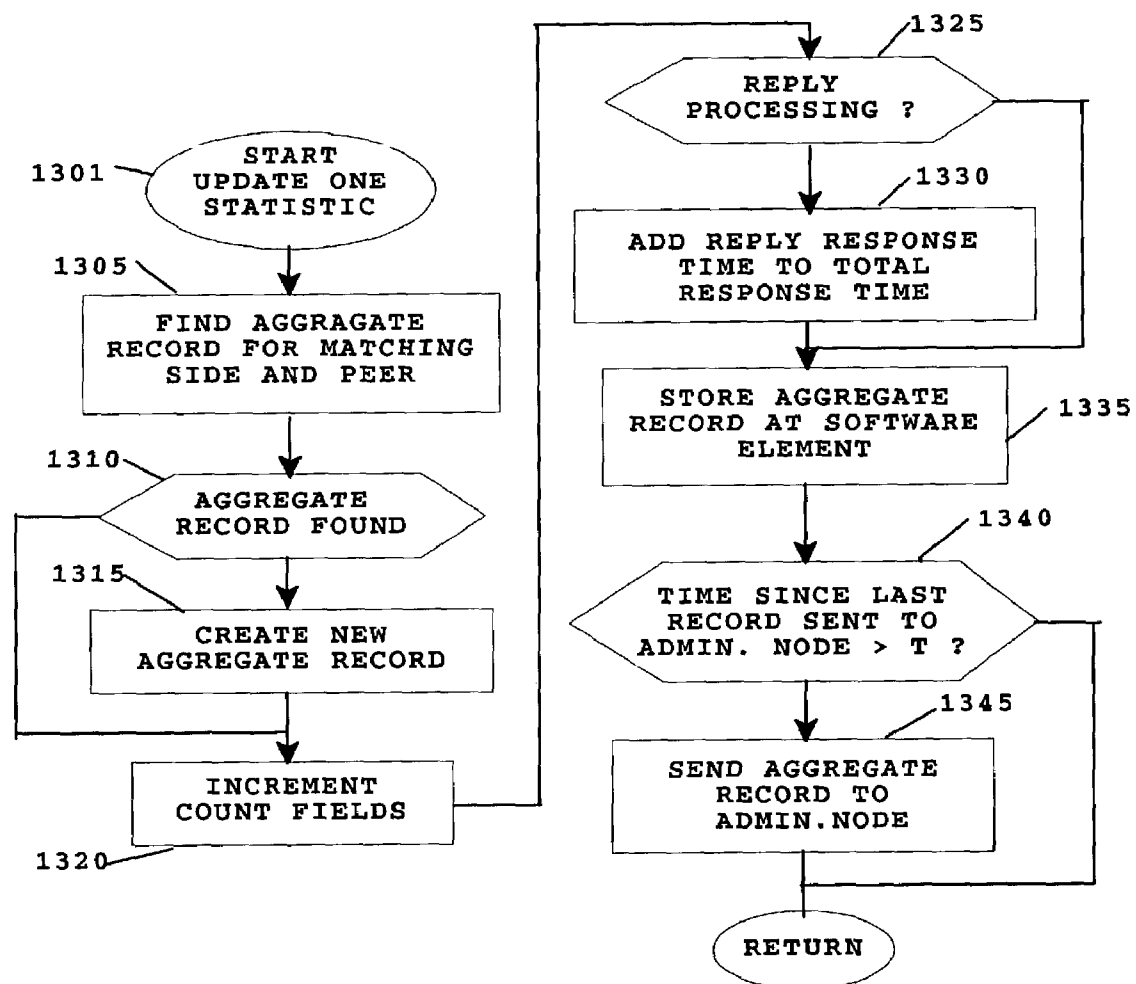 1301
START
UPDATE ONE
STATISTIC
1305
FIND AGGRAGATE
RECORD FOR MATCHING
SIDE AND PEER
1310
AGGREGATE
RECORD FOUND
1315
CREATE NEW
AGGREGATE RECORD
INCREMENT
COUNT FIELDS
1320
1325
REPLY
PROCESSING ?
1330
ADD REPLY RESPONSE
TIME TO TOTAL
RESPONSE TIME
STORE AGGREGATE
RECORD AT SOFTWARE
ELEMENT
1335
1340
TIME SINCE LAST
RECORD SENT TO
ADMIN. NODE > T ?
1345
SEND AGGREGATE
RECORD TO
ADMIN.NODE
RETURN